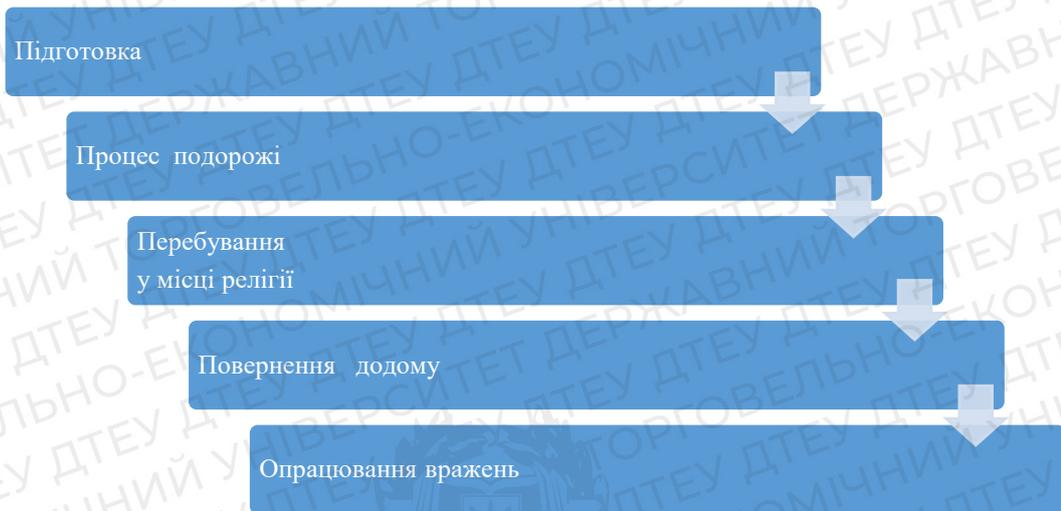 Підготовка
Процес подорожі
Перебування
у місці релігії
Повернення додому
Опрацювання вражень